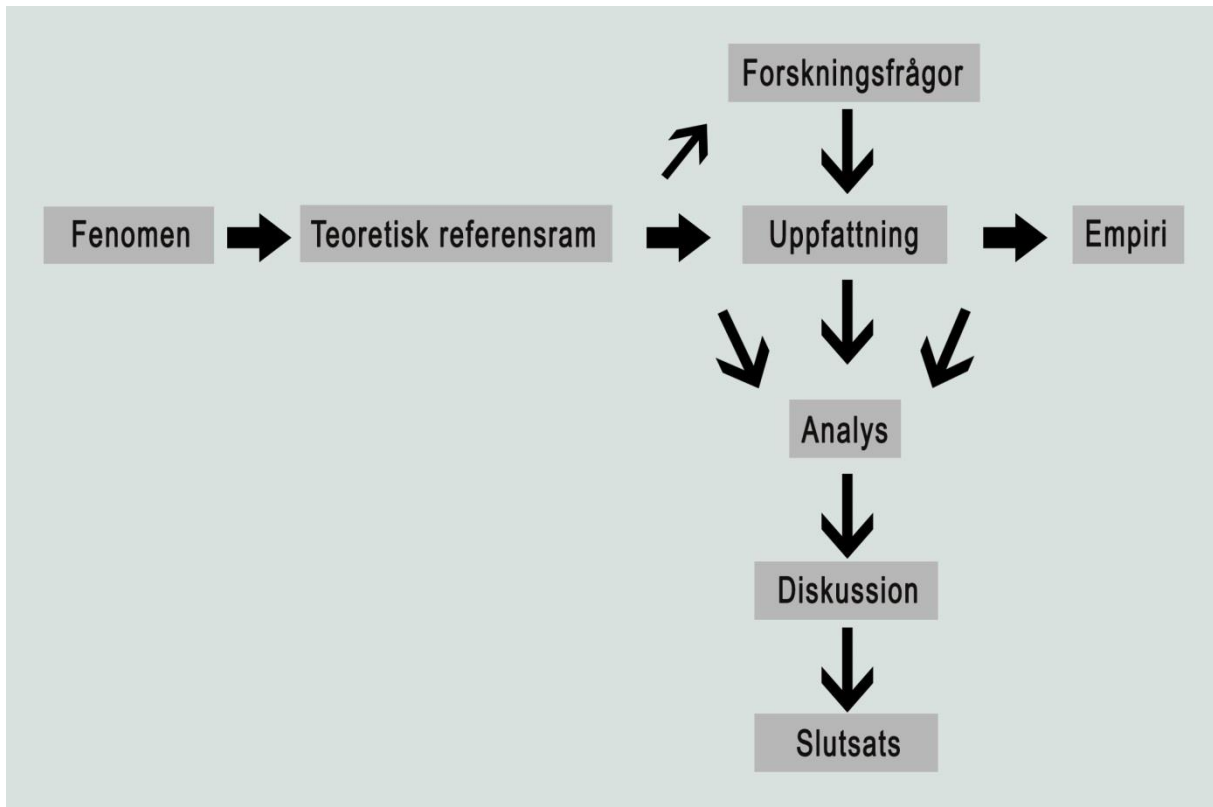 Forskningsfrågor
Fenomen
Teoretisk referensram
Uppfattning
Empiri
Analys
Diskussion
Slutsats